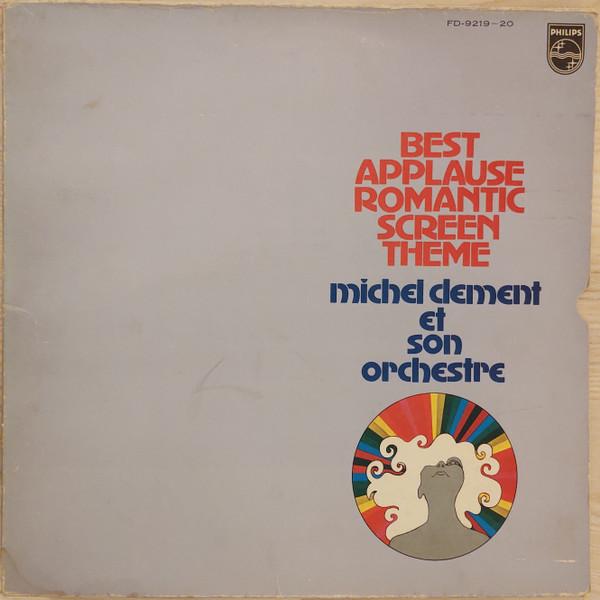 FD-9219~20
PHILIPS
BEST
APPLAUSE
ROMANTIC
SCREEN
THEME
michel clement
et
son
orchestre